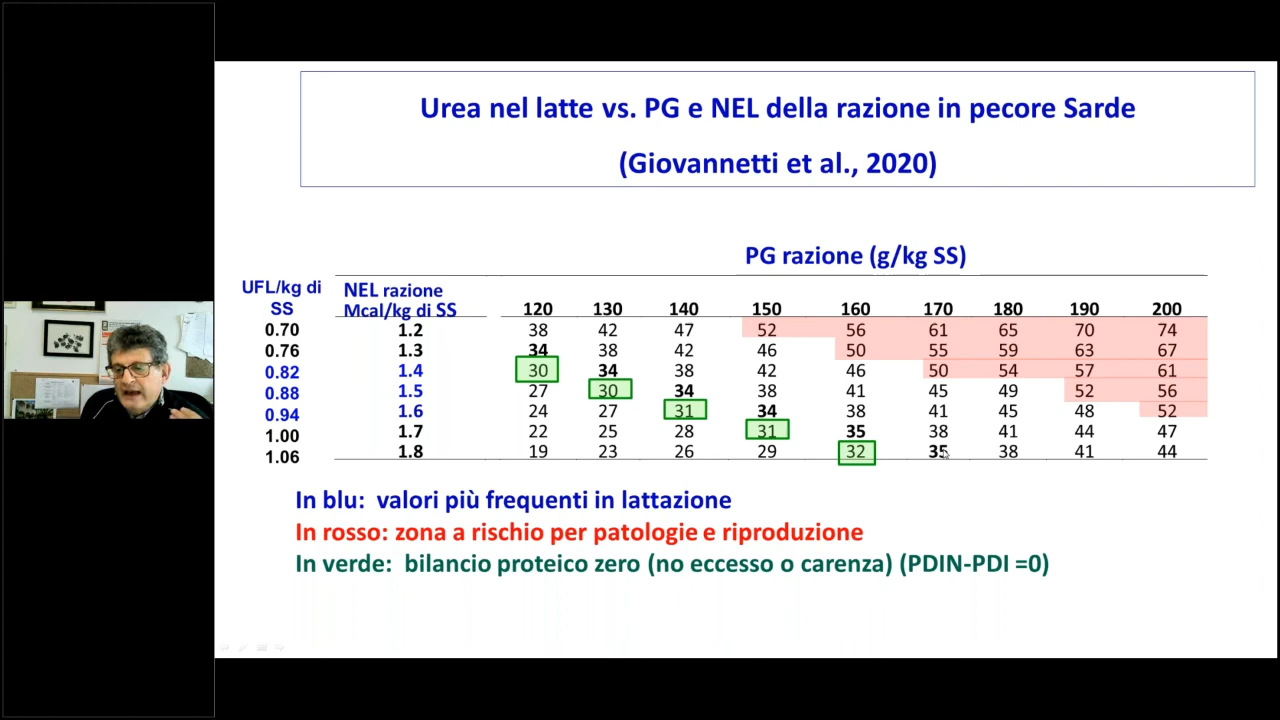 Urea nel latte vs. PG e NEL della razione in pecore Sarde
(Giovannetti et al., 2020)
PG razione (g/kg SS)
UFL/kg di SS NEL razione Mcal/kg di SS 120 130 140 150 160 170 180 190 200
0.70 1.2 38 42 47 52 56 61 65 70 74
0.76 1.3 34 38 42 46 50 55 59 63 67
0.82 1.4 30 34 38 42 46 50 54 57 61
0.88 1.5 27 30 34 38 41 45 49 52 56
0.94 1.6 24 27 31 34 38 41 45 48 52
1.00 1.7 22 25 28 31 35 38 41 44 47
1.06 1.8 19 23 26 29 32 35 38 41 44
In blu: valori più frequenti in lattazione
In rosso: zona a rischio per patologie e riproduzione
In verde: bilancio proteico zero (no eccesso o carenza) (PDIN-PDI =0)